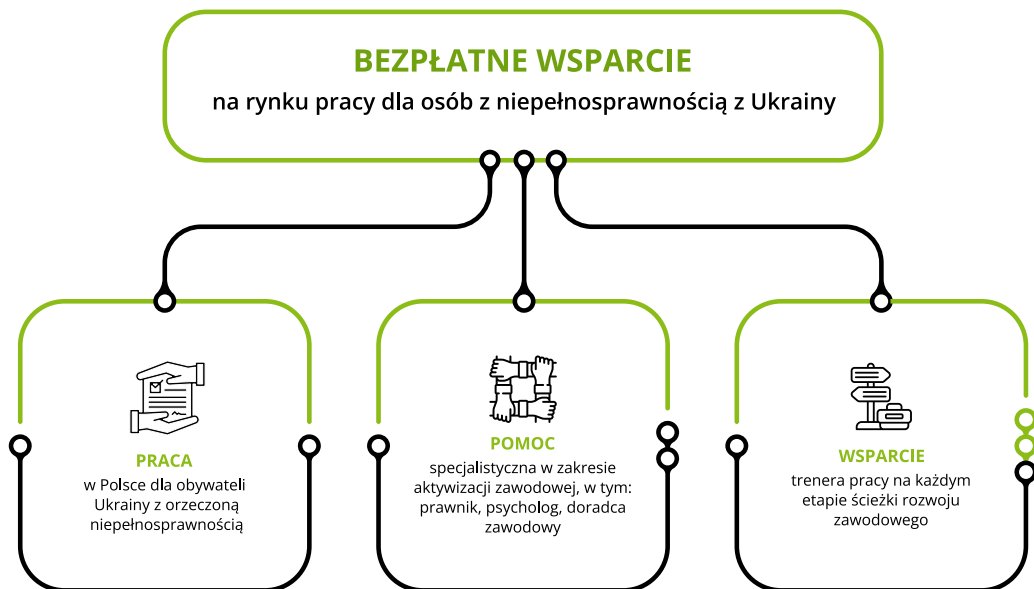 BEZPŁATNE WSPARCIE
na rynku pracy dla osób z niepełnosprawnością z Ukrainy
PRACA
w Polsce dla obywateli
Ukrainy z orzeczoną
niepełnosprawnością
POMOC
specjalistyczna w zakresie
aktywizacji zawodowej, w tym:
prawnik, psycholog, doradca
zawodowy
WSPARCIE
trenera pracy na każdym
etapie ścieżki rozwoju
zawodowego